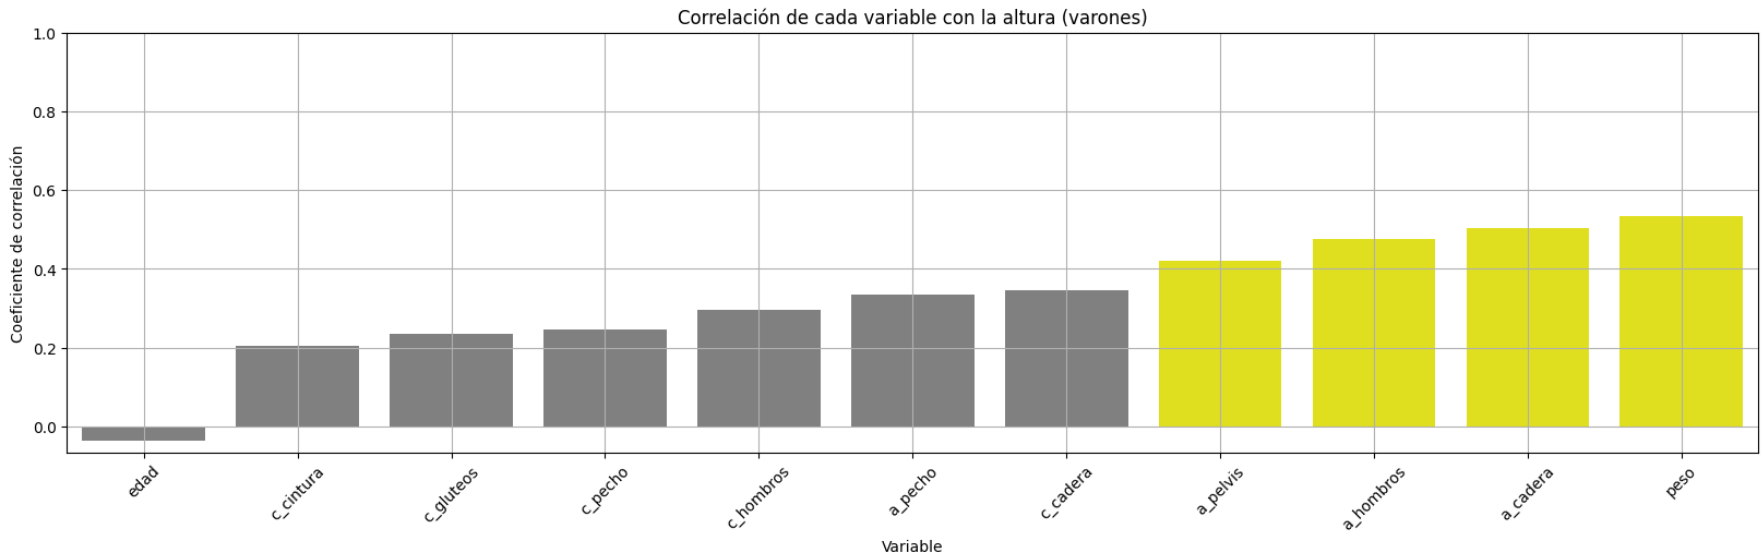 Correlación de cada variable con la altura (varones)
Coeficiente de correlación
1.0
0.8
0.6
0.4
0.2
0.0
edad
c_cintura
c_gluteos
c_pecho
c_hombros
a_pecho
c_cadera
a_pelvis
a_hombros
a_cadera
peso
Variable